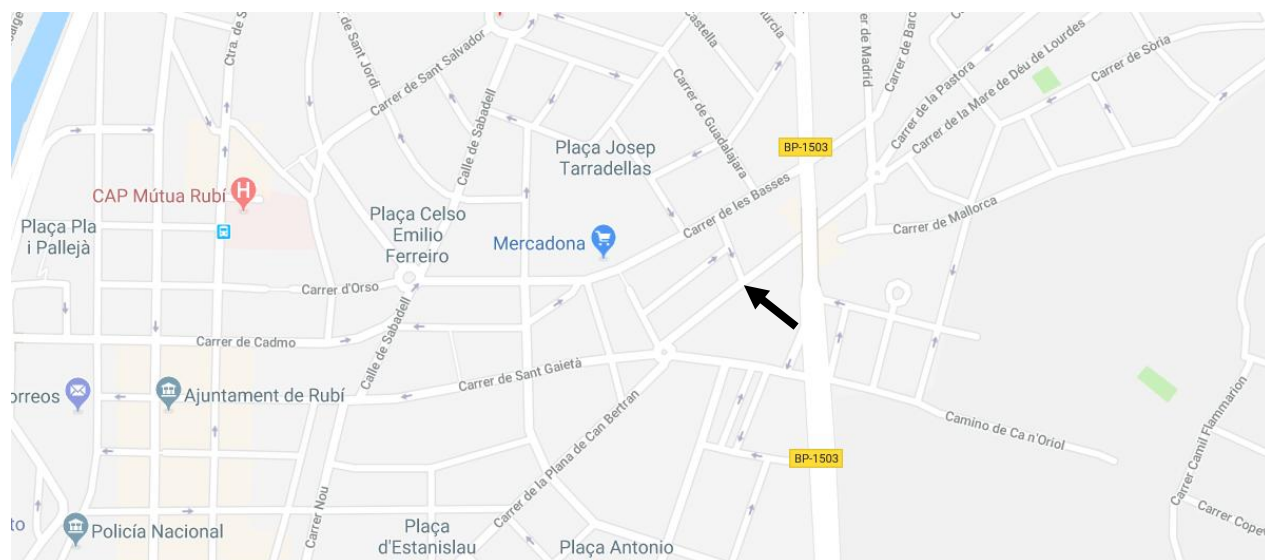 Ctra. de S
de Sant Jordi
Carrer de Sant Salvador
Calle de Sabadell
Castella
Murcia
Carrer de Guadalajara
er de Madrid
Carrer de Barc
Carrer de la Pastora
Carrer de la Mare de Déu de Lourdes
Carrer de Sòria
BP-1503
Plaça Josep
Tarradellas
CAP Mútua Rubí
H
Plaça Pla
i Pallejà
Plaça Celso
Emilio
Ferreiro
Mercadona
Carrer de les Basses
Carrer de Mallorca
Carrer d'Orso
Calle de Sabadell
Carrer de Cadmo
Carrer de Sant Gaietà
orreos
Ajuntament de Rubí
Carrer de la Plana de Can Bertran
Camino de Ca n'Oriol
Carrer Camil Flammarion
BP-1503
Carrer Nou
Carrer Cope
to
Policía Nacional
Plaça
d'Estanislau
Plaça Antonio